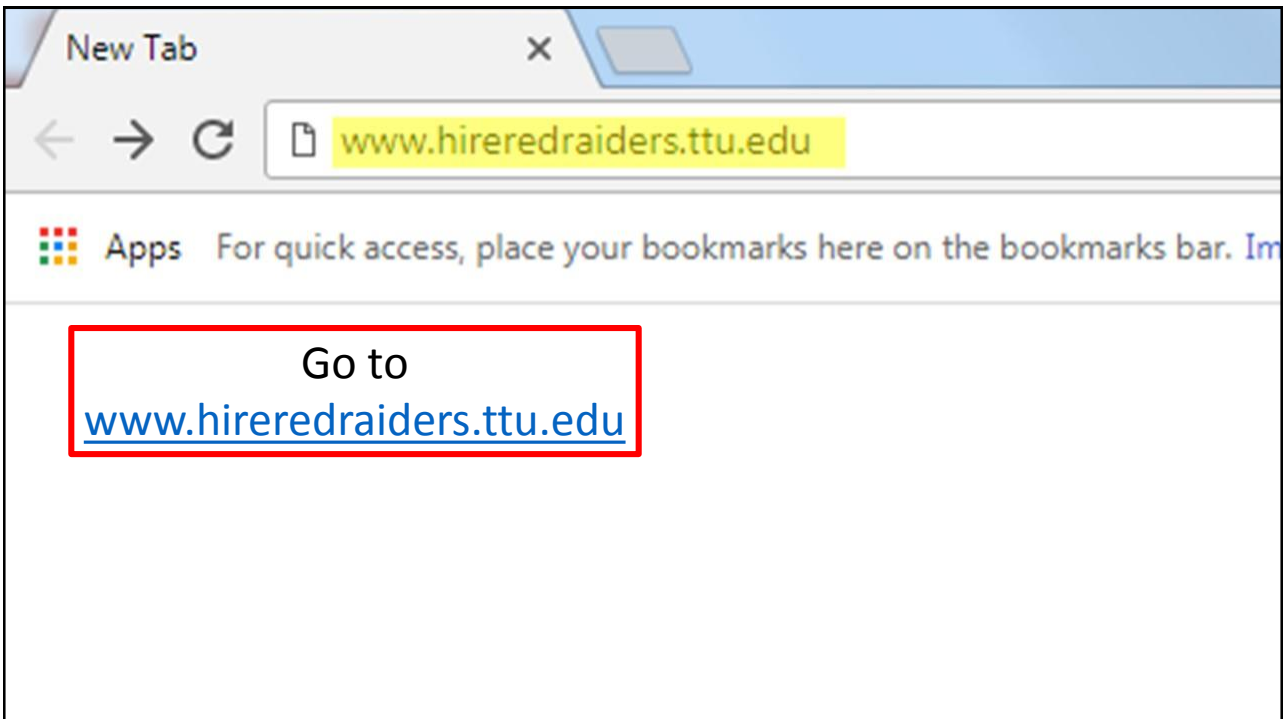 New Tab
www.hireredraiders.ttu.edu
Apps For quick access, place your bookmarks here on the bookmarks bar. Im
Go to
www.hireredraiders.ttu.edu